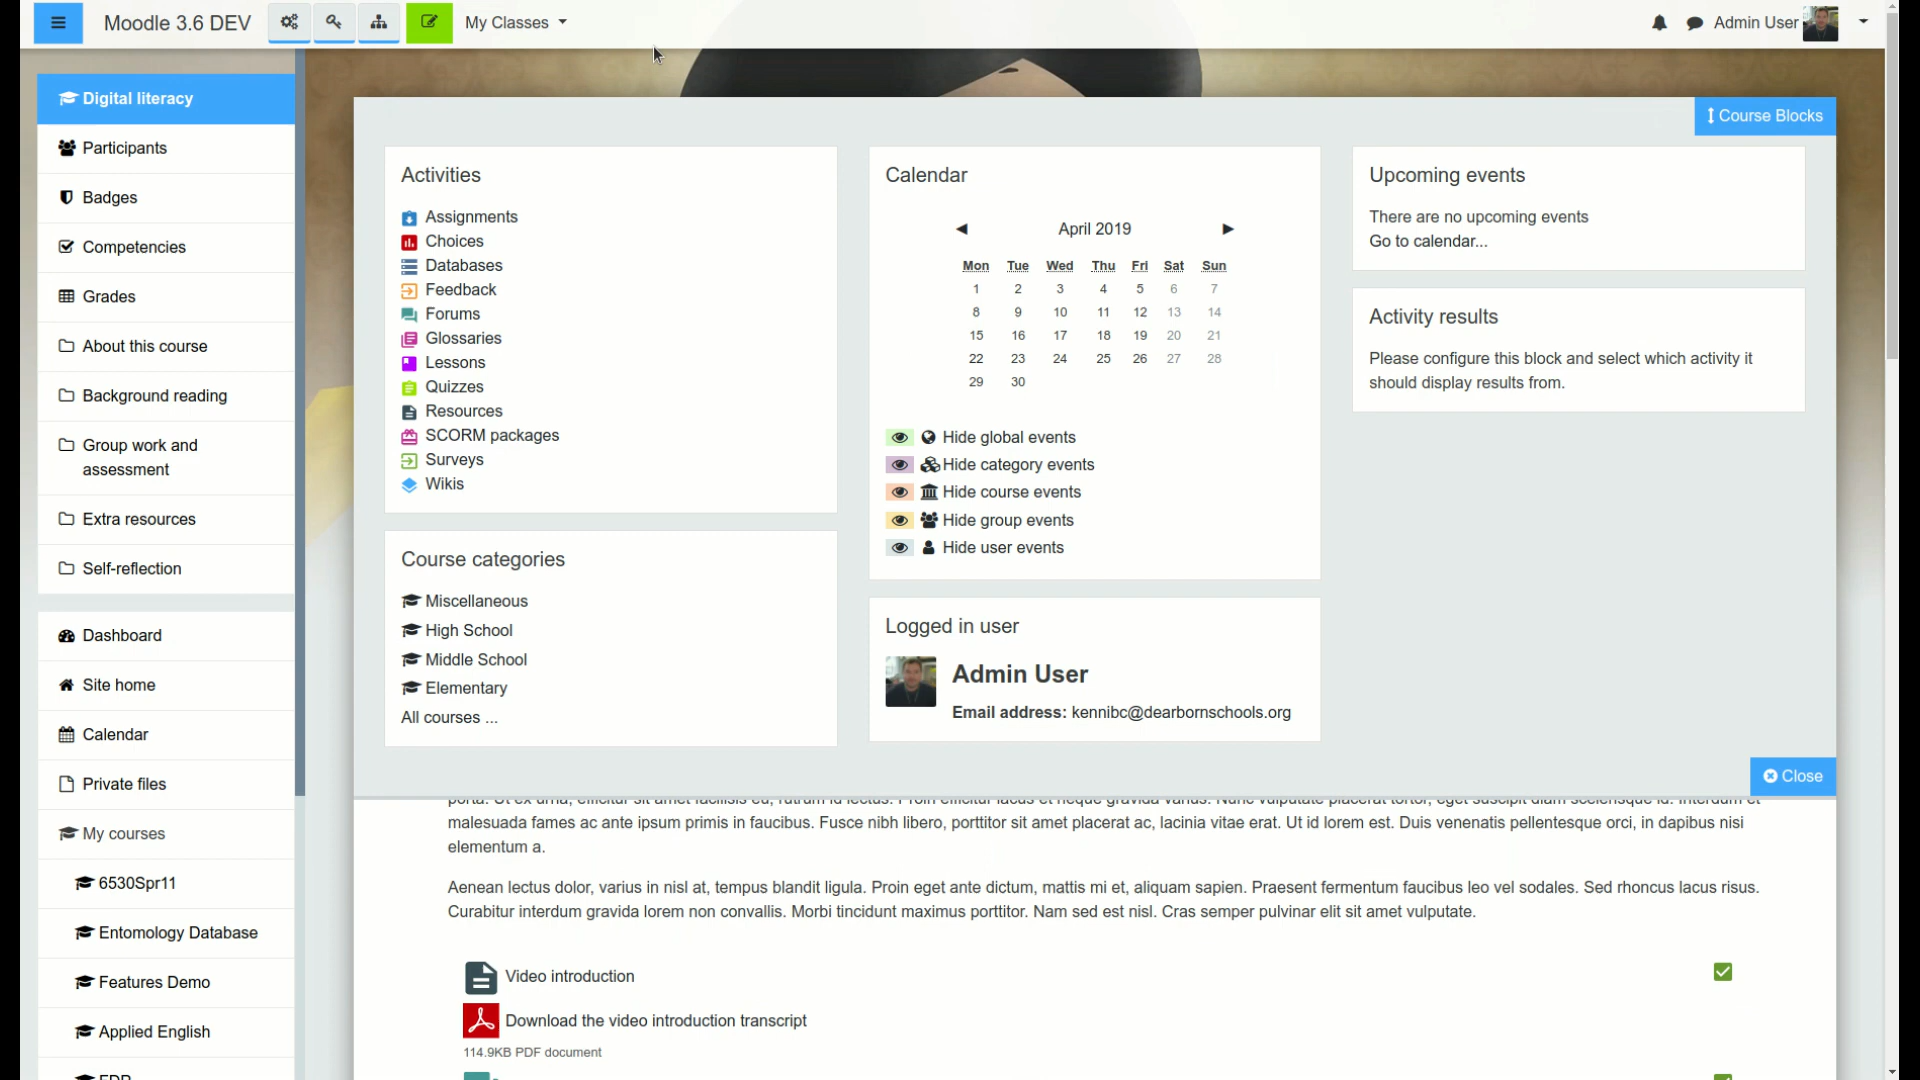 Moodle 3.6 DEV
My Classes
Admin User
Digital literacy
Participants
Badges
Competencies
Grades
About this course
Background reading
Group work and
assessment
Extra resources
Self-reflection
Dashboard
Site home
Calendar
Private files
My courses
6530Spr11
Entomology Database
Features Demo
Applied English
Course Blocks
Activities
Assignments
Choices
Databases
Feedback
Forums
Glossaries
Lessons
Quizzes
Resources
SCORM packages
Surveys
Wikis
Course categories
Miscellaneous
High School
Middle School
Elementary
All courses ...
Calendar
◄ April 2019 ►
Mon Tue Wed Thu Fri Sat Sun
1 2 3 4 5 6 7
8 9 10 11 12 13 14
15 16 17 18 19 20 21
22 23 24 25 26 27 28
29 30
Hide global events
Hide category events
Hide course events
Hide group events
Hide user events
Logged in user
Admin User
Email address: kennibc@dearbornschools.org
Upcoming events
There are no upcoming events
Go to calendar...
Activity results
Please configure this block and select which activity it
should display results from.
Close
malesuada fames ac ante ipsum primis in faucibus. Fusce nibh libero, porttitor sit amet placerat ac, lacinia vitae erat. Ut id lorem est. Duis venenatis pellentesque orci, in dapibus nisi
elementum a.
Aenean lectus dolor, varius in nisl at, tempus blandit ligula. Proin eget ante dictum, mattis mi et, aliquam sapien. Praesent fermentum faucibus leo vel sodales. Sed rhoncus lacus risus.
Curabitur interdum gravida lorem non convallis. Morbi tincidunt maximus porttitor. Nam sed est nisl. Cras semper pulvinar elit sit amet vulputate.
Video introduction
Download the video introduction transcript
114.9KB PDF document